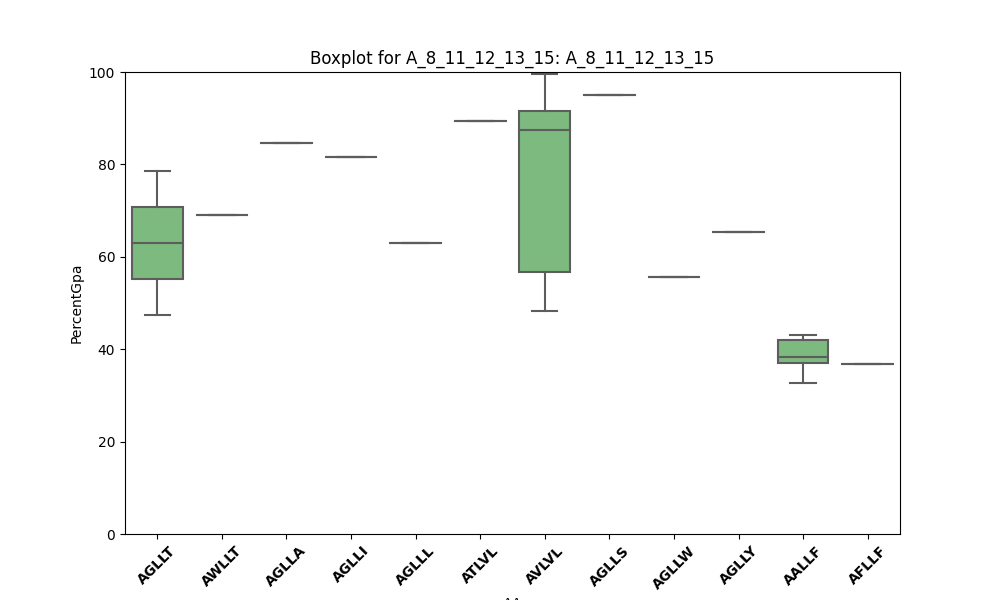 Boxplot for A_8_11_12_13_15: A_8_11_12_13_15
100
80
60
40
20
0
PercentGpa
AGLLT
AWLLT
AGLLA
AGLLI
AGLLL
ATLVL
AVLVL
AGLLS
AGLLW
AGLLY
AALLF
AFLLF